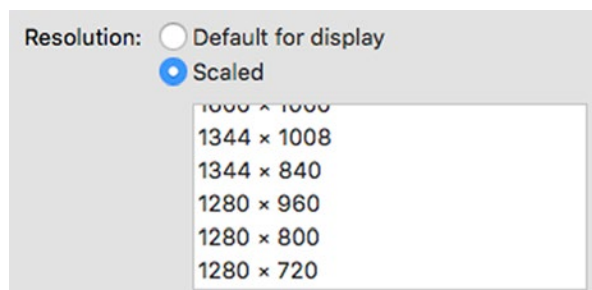 Resolution: Default for display
Scaled
1344 × 1008
1344 × 840
1280 × 960
1280 × 800
1280 × 720